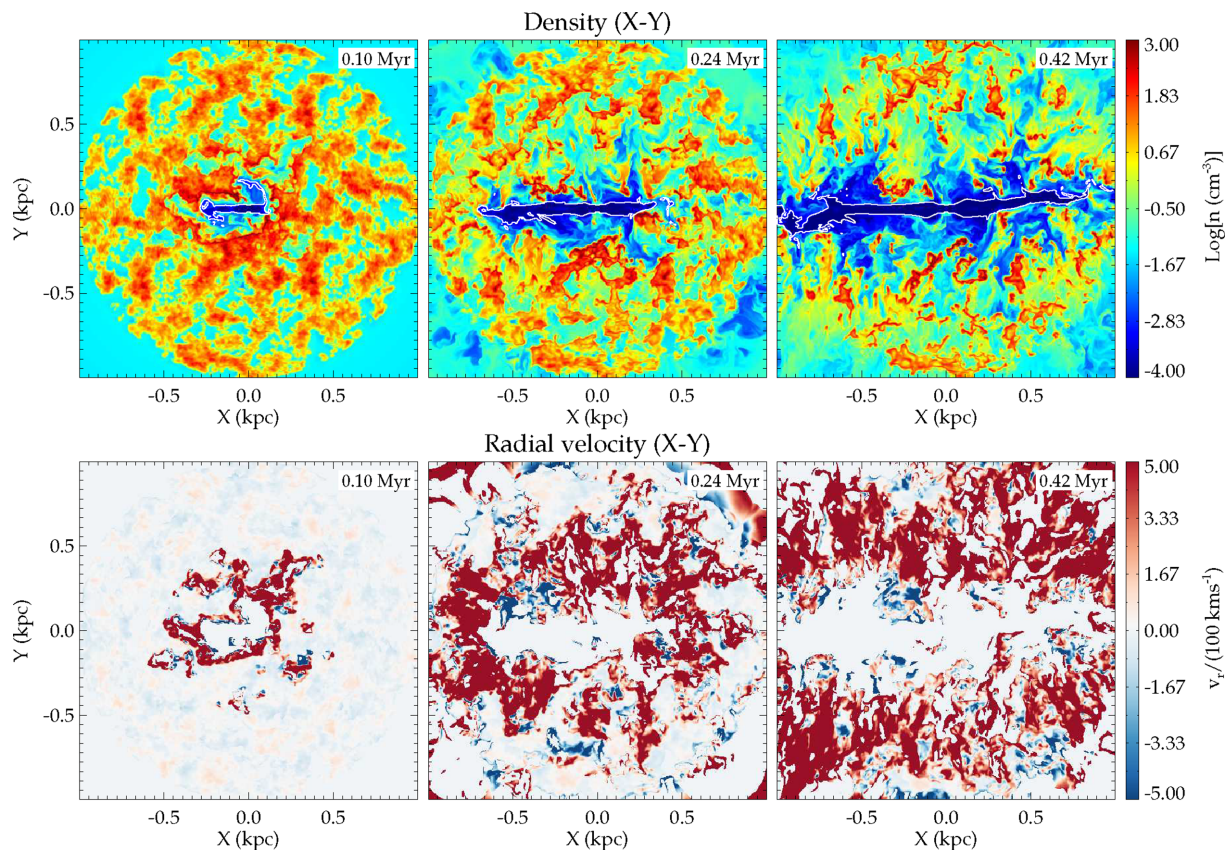 Density (X-Y)
0.10 Myr
0.24 Myr
0.42 Myr
3.00
1.83
0.67
-0.50
-1.67
-2.83
-4.00
Log[n (cm⁻³)]
0.5
0.0
-0.5
Y (kpc)
-0.5 0.0 0.5
-0.5 0.0 0.5
-0.5 0.0 0.5
X (kpc)
X (kpc)
X (kpc)
Radial velocity (X-Y)
0.10 Myr
0.24 Myr
0.42 Myr
5.00
3.33
1.67
0.00
-1.67
-3.33
-5.00
vᵣ/(100 kms⁻¹)
0.5
0.0
-0.5
Y (kpc)
-0.5 0.0 0.5
-0.5 0.0 0.5
-0.5 0.0 0.5
X (kpc)
X (kpc)
X (kpc)